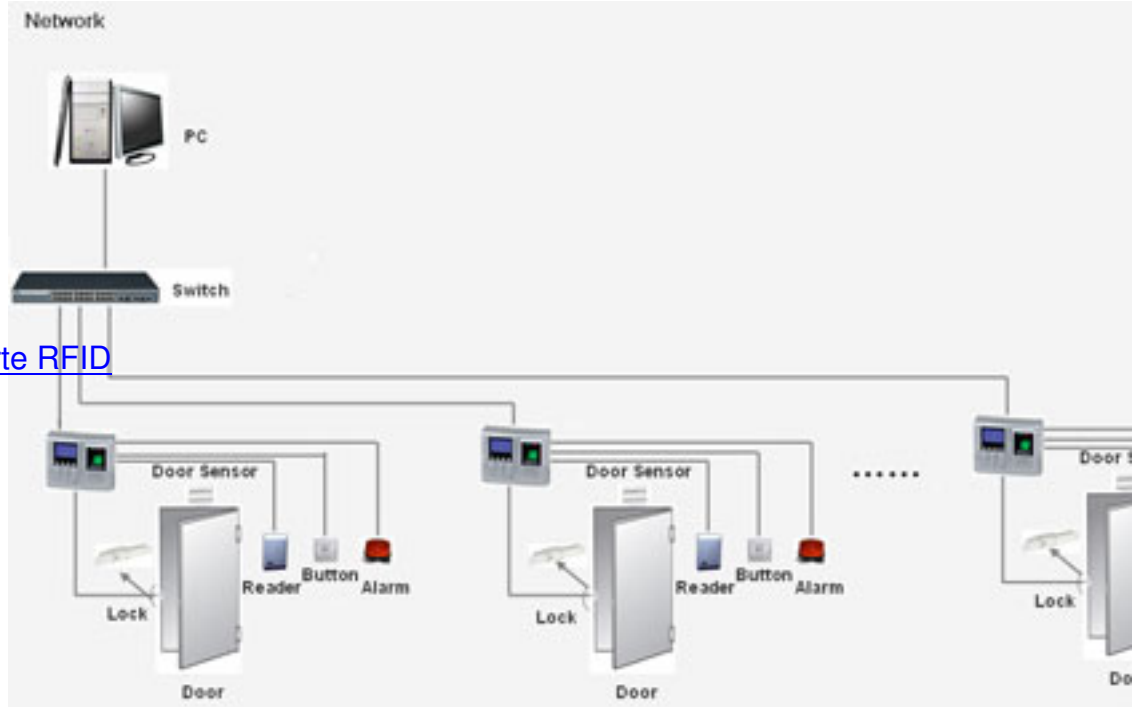 Network
PC
Switch
te RFID
Door Sensor
Door Sensor
......
Door S
Reader
Button
Alarm
Reader
Button
Alarm
Lock
Lock
Lock
Door
Door
Do